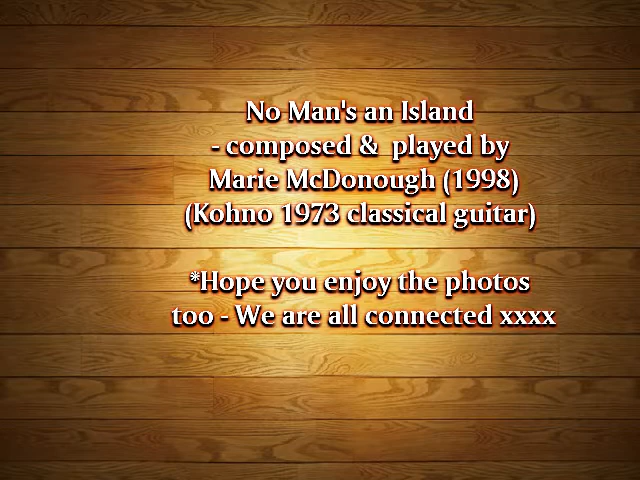 No Man's an Island
- composed &  played by
Marie McDonough (1998)
(Kohno 1973 classical guitar)
*Hope you enjoy the photos
too - We are all connected xxxx